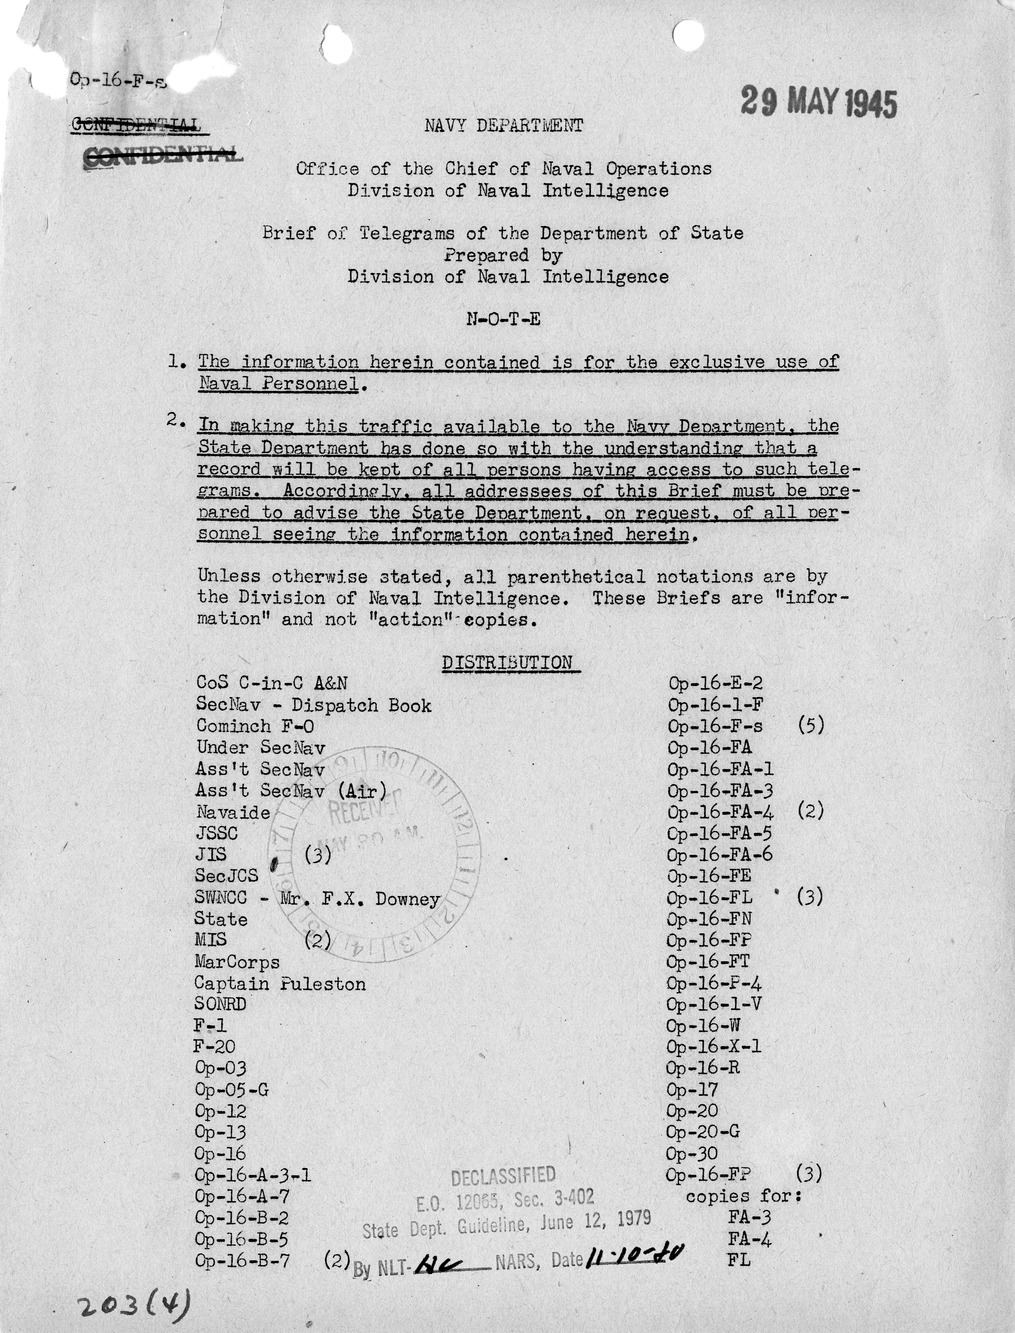 Op-16-F-s
29 MAY 1945
CONFIDENTIAL
CONFIDENTIAL
NAVY DEPARTMENT
Office of the Chief of Naval Operations
Division of Naval Intelligence
Brief of Telegrams of the Department of State
Prepared by
Division of Naval Intelligence
N-O-T-E
1. The information herein contained is for the exclusive use of
Naval Personnel.
2. In making this traffic available to the Navy Department, the
State Department has done so with the understanding that a
record will be kept of all persons having access to such tele-
grams. Accordingly, all addressees of this Brief must be pre-
pared to advise the State Department, on request, of all per-
sonnel seeing the information contained herein.
Unless otherwise stated, all parenthetical notations are by
the Division of Naval Intelligence. These Briefs are "infor-
mation" and not "action" copies.
DISTRIBUTION
CoS C-in-C A&N
SecNav - Dispatch Book
Cominch F-O
Under SecNav
Ass't SecNav
Ass't SecNav (Air)
Navaide
JSSC
JIS (3)
SecJCS
SWNCC - Mr. F.X. Downey
State
MIS (2)
MarCorps
Captain Puleston
SONRD
F-1
F-20
Op-03
Op-05-G
Op-12
Op-13
Op-16
Op-16-A-3-1
Op-16-A-7
Op-16-B-2
Op-16-B-5
Op-16-B-7 (2)
Op-16-E-2
Op-16-1-F
Op-16-F-s (5)
Op-16-FA
Op-16-FA-1
Op-16-FA-3
Op-16-FA-4 (2)
Op-16-FA-5
Op-16-FA-6
Op-16-FE
Op-16-FL (3)
Op-16-FN
Op-16-FP
Op-16-FT
Op-16-P-4
Op-16-1-V
Op-16-W
Op-16-X-1
Op-16-R
Op-17
Op-20
Op-20-G
Op-30
Op-16-FP (3)
copies for:
FA-3
FA-4
FL
RECEIVED
MAY 30 A.M.
DECLASSIFIED
E.O. 12065, Sec. 3-402
State Dept. Guideline, June 12, 1979
By NLT- NARS, Date 11-10-80
203(4)